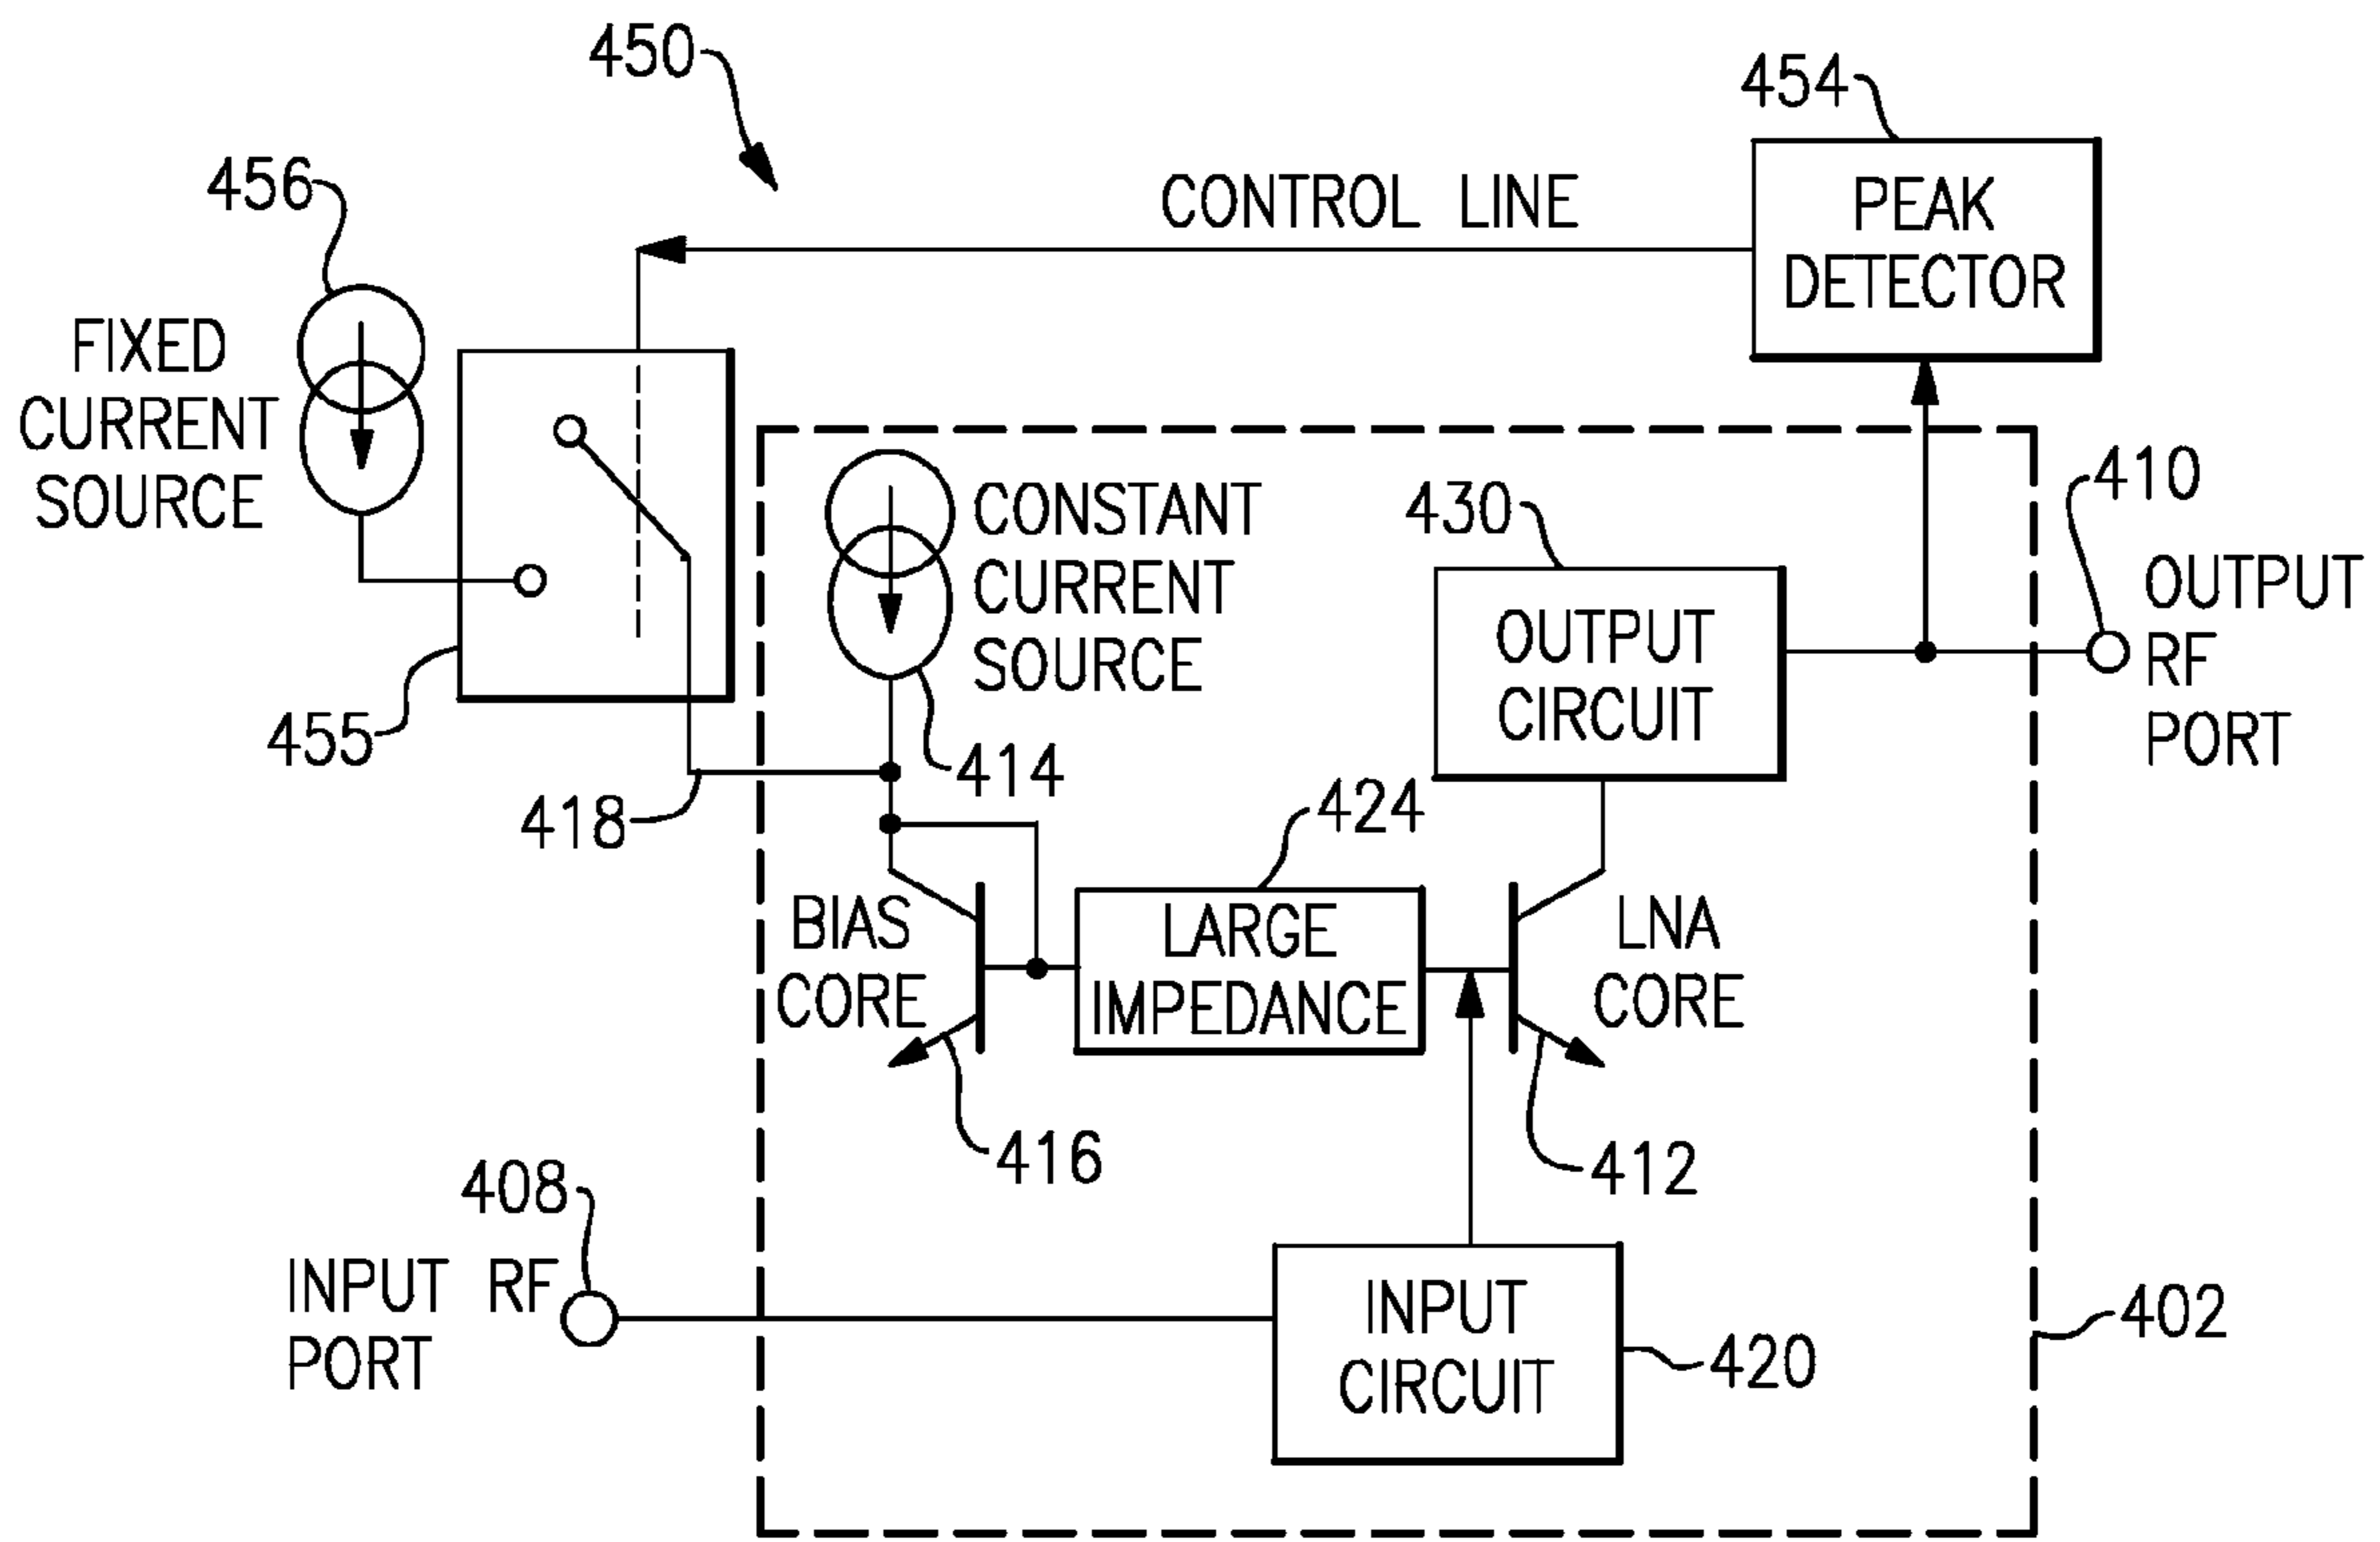 450
454
PEAK
DETECTOR
CONTROL LINE
456
FIXED
CURRENT
SOURCE
455
CONSTANT
CURRENT
SOURCE
414
418
430
OUTPUT
CIRCUIT
410
OUTPUT
RF
PORT
424
LARGE
IMPEDANCE
BIAS
CORE
416
LNA
CORE
412
408
INPUT RF
PORT
INPUT
CIRCUIT
420
402